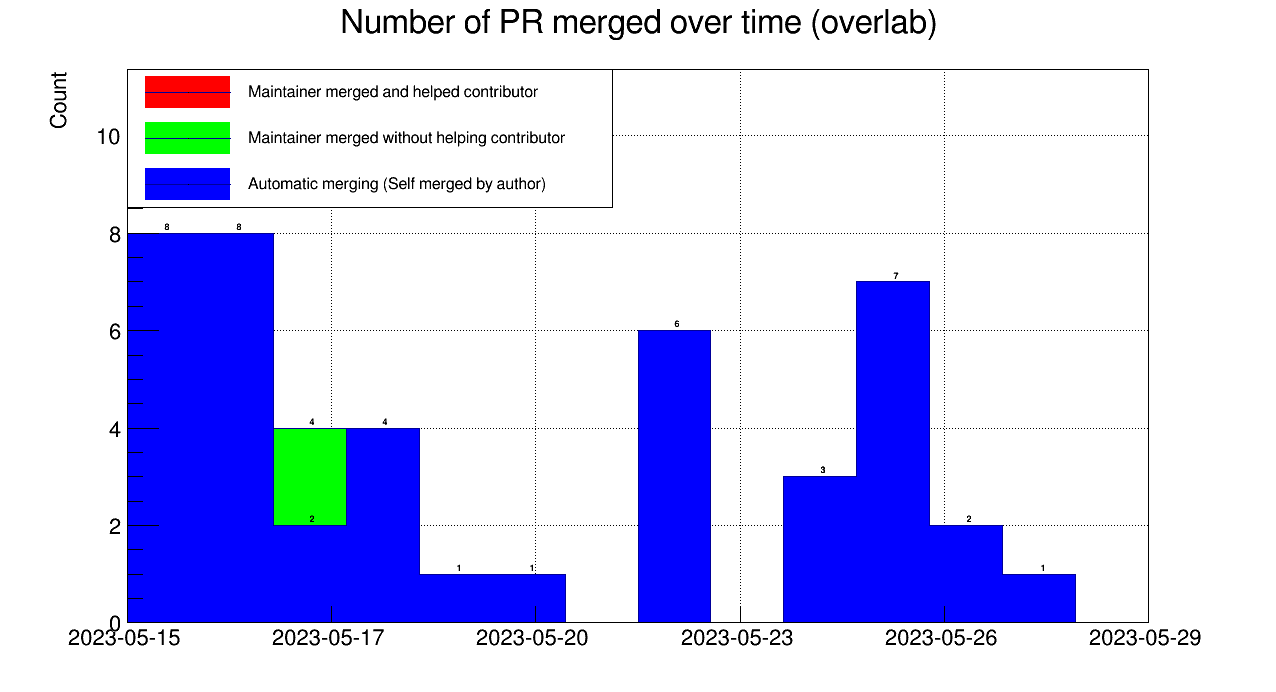 Number of PR merged over time (overlab)
Count
Maintainer merged and helped contributor
Maintainer merged without helping contributor
Automatic merging (Self merged by author)
10
8
6
4
2
0
8 8 4 2 4 1 1 6 3 7 2 1
2023-05-15 2023-05-17 2023-05-20 2023-05-23 2023-05-26 2023-05-29